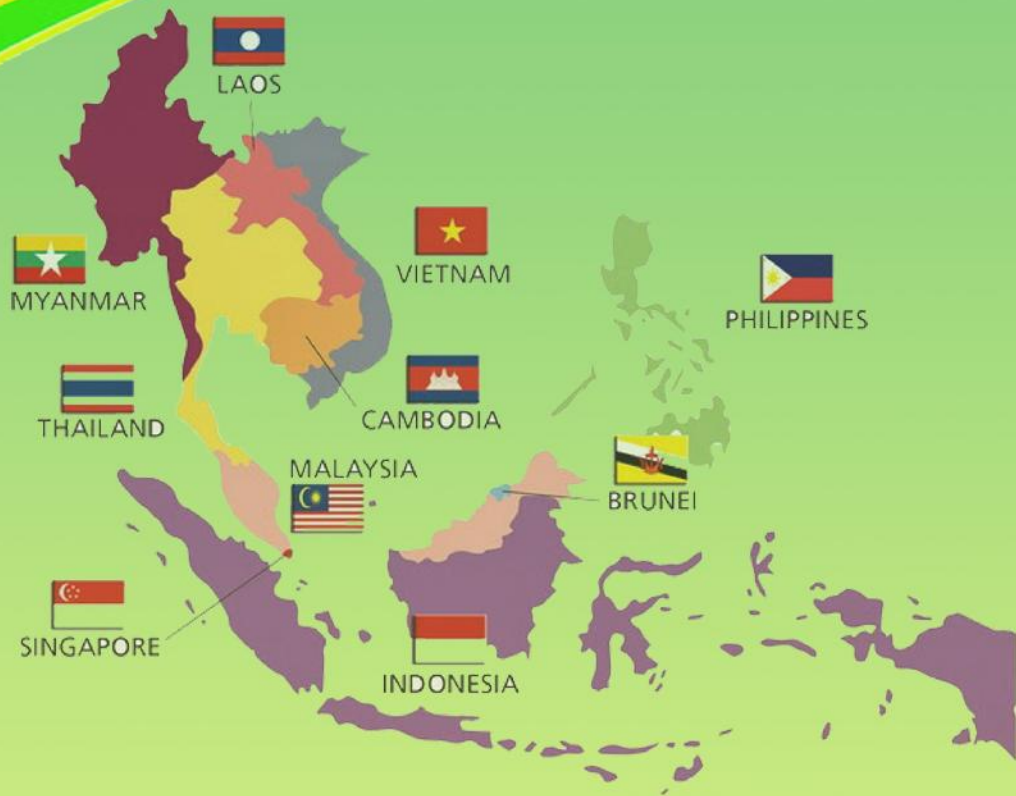 LAOS
VIETNAM
MYANMAR
PHILIPPINES
THAILAND
CAMBODIA
MALAYSIA
BRUNEI
SINGAPORE
INDONESIA